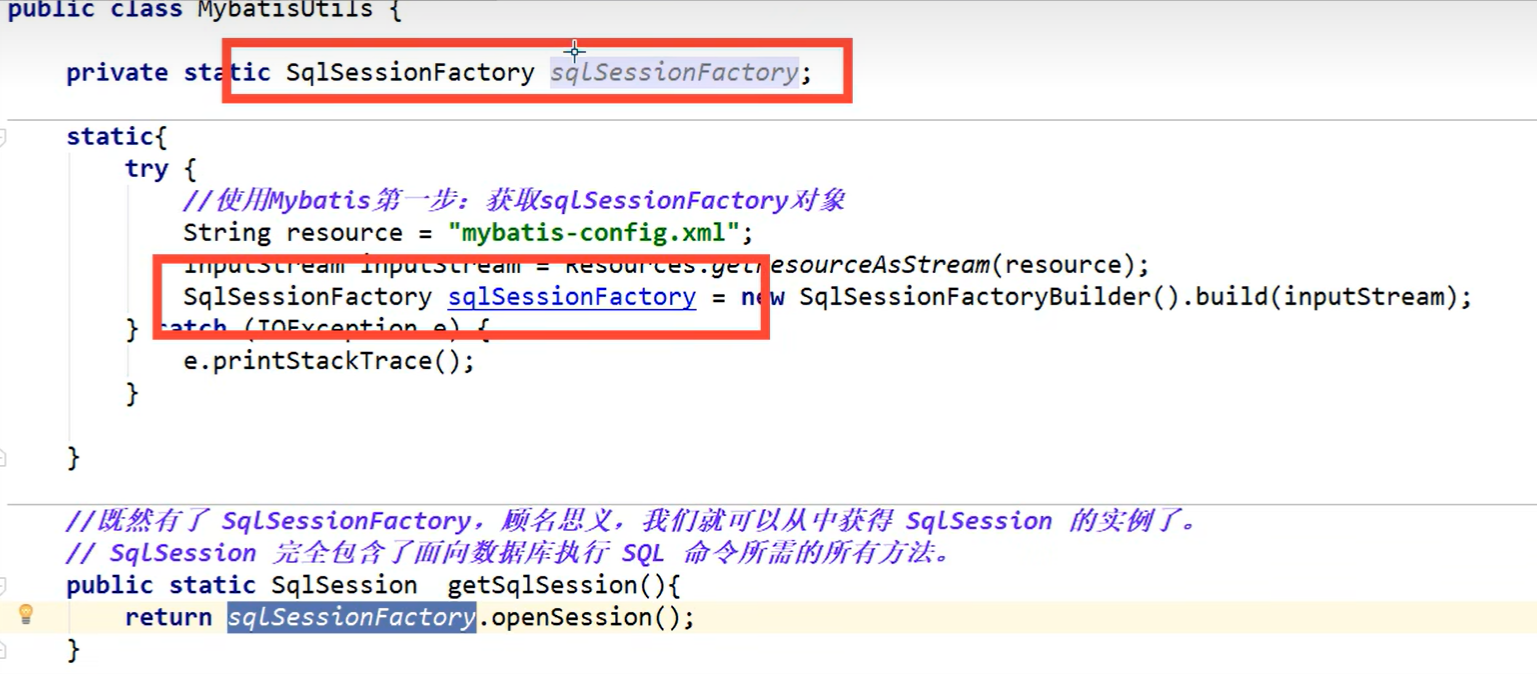 public class MybatisUtils {
private static SqlSessionFactory sqlSessionFactory;
static{
try {
//使用Mybatis第一步：获取sqlSessionFactory对象
String resource = "mybatis-config.xml";
InputStream inputStream = Resources.getResourceAsStream(resource);
SqlSessionFactory sqlSessionFactory = new SqlSessionFactoryBuilder().build(inputStream);
} catch (IOException e) {
e.printStackTrace();
}
}
//既然有了 SqlSessionFactory，顾名思义，我们就可以从中获得 SqlSession 的实例了。
// SqlSession 完全包含了面向数据库执行 SQL 命令所需的所有方法。
public static SqlSession  getSqlSession(){
return sqlSessionFactory.openSession();
}